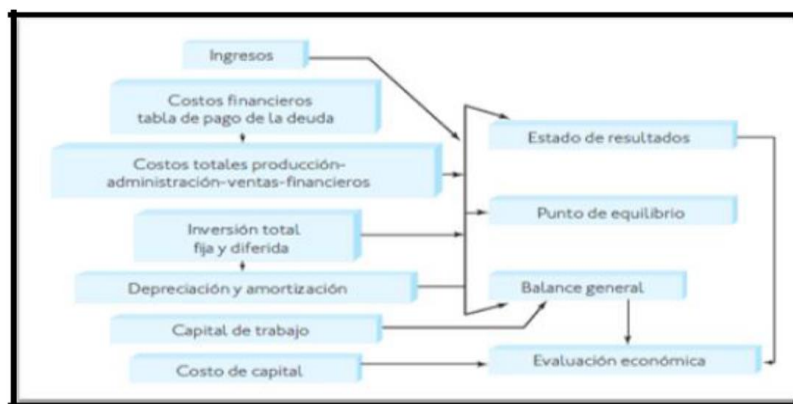 Ingresos
Costos financieros
tabla de pago de la deuda
Costos totales producción-
administración-ventas-financieros
Inversión total
fija y diferida
Depreciación y amortización
Capital de trabajo
Costo de capital
Estado de resultados
Punto de equilibrio
Balance general
Evaluación económica